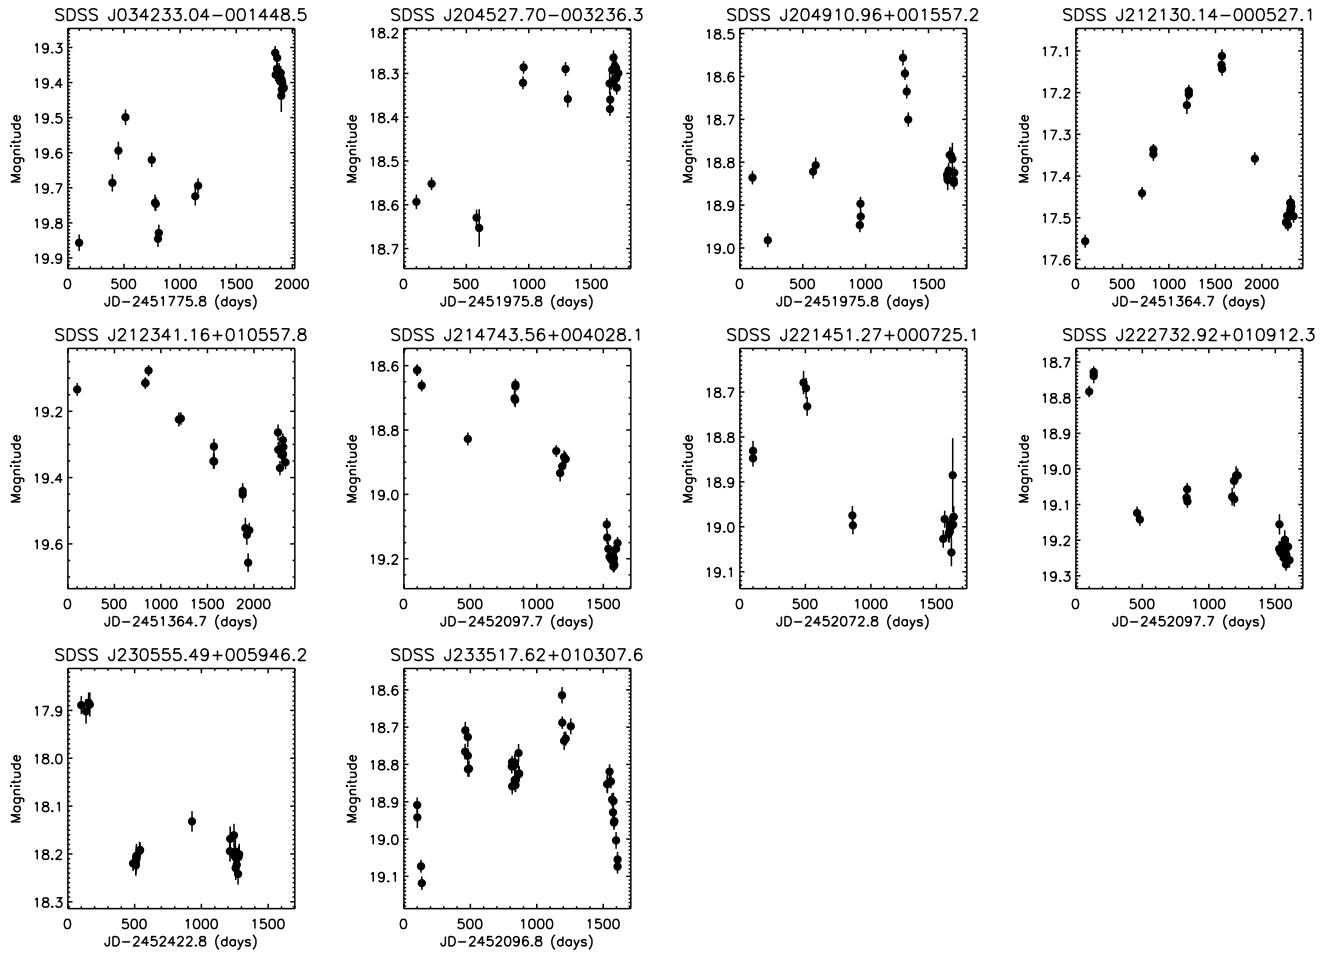 SDSS J034233.04−001448.5
19.3
19.4
19.5
19.6
19.7
19.8
19.9
Magnitude
0 500 1000 1500 2000
JD−2451775.8 (days)
SDSS J204527.70−003236.3
18.2
18.3
18.4
18.5
18.6
18.7
Magnitude
0 500 1000 1500
JD−2451975.8 (days)
SDSS J204910.96+001557.2
18.5
18.6
18.7
18.8
18.9
19.0
Magnitude
0 500 1000 1500
JD−2451975.8 (days)
SDSS J212130.14−000527.1
17.1
17.2
17.3
17.4
17.5
17.6
Magnitude
0 500 1000 1500 2000
JD−2451364.7 (days)
SDSS J212341.16+010557.8
19.2
19.4
19.6
Magnitude
0 500 1000 1500 2000
JD−2451364.7 (days)
SDSS J214743.56+004028.1
18.6
18.8
19.0
19.2
Magnitude
0 500 1000 1500
JD−2452097.7 (days)
SDSS J221451.27+000725.1
18.7
18.8
18.9
19.0
19.1
Magnitude
0 500 1000 1500
JD−2452072.8 (days)
SDSS J222732.92+010912.3
18.7
18.8
18.9
19.0
19.1
19.2
19.3
Magnitude
0 500 1000 1500
JD−2452097.7 (days)
SDSS J230555.49+005946.2
17.9
18.0
18.1
18.2
18.3
Magnitude
0 500 1000 1500
JD−2452422.8 (days)
SDSS J233517.62+010307.6
18.6
18.7
18.8
18.9
19.0
19.1
Magnitude
0 500 1000 1500
JD−2452096.8 (days)